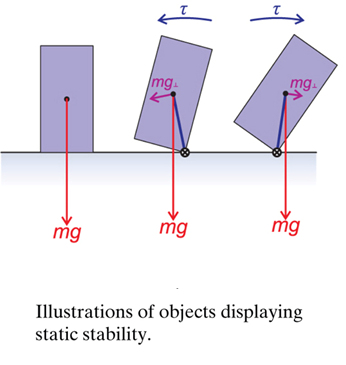 τ τ
mg⊥ mg⊥
mg mg mg
Illustrations of objects displaying
static stability.